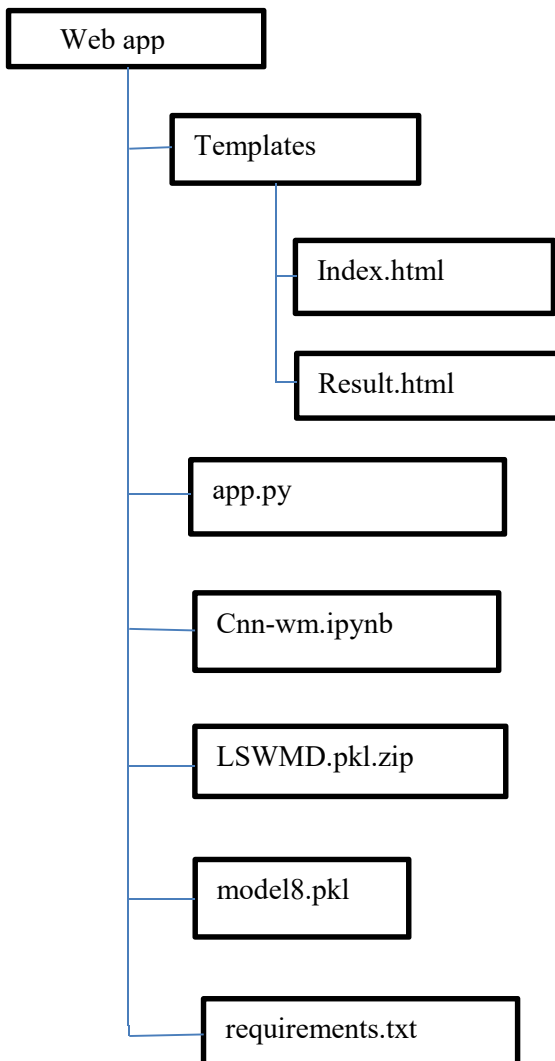 Web app
Templates
Index.html
Result.html
app.py
Cnn-wm.ipynb
LSWMD.pkl.zip
model8.pkl
requirements.txt